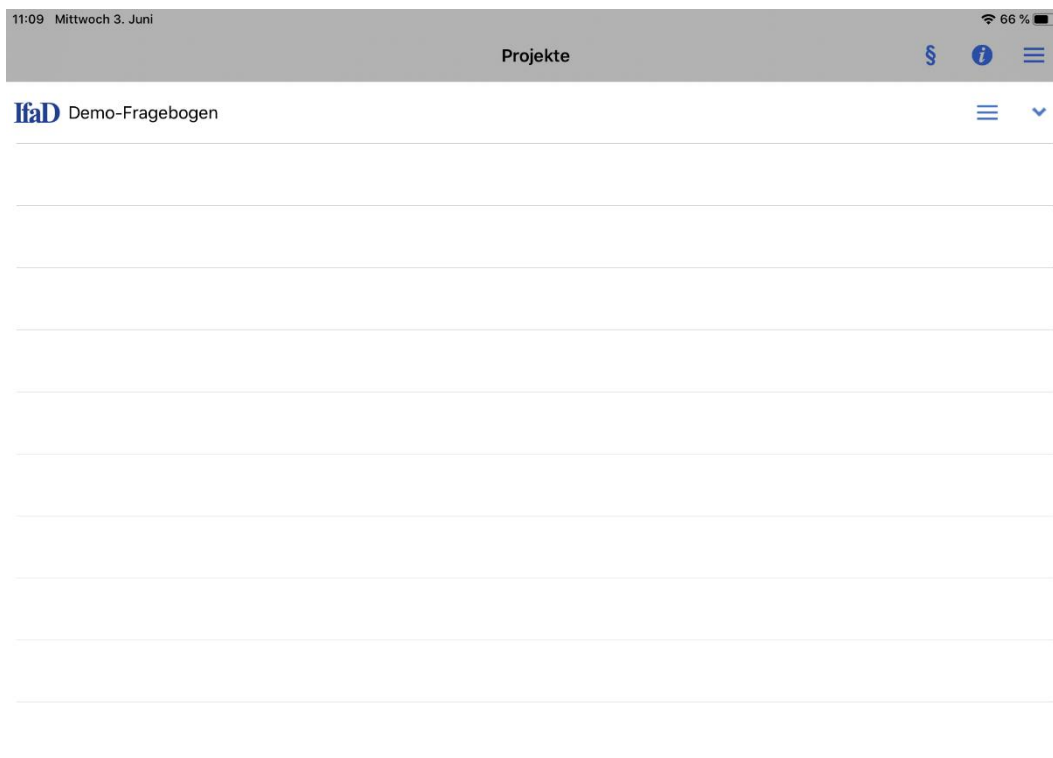 11:09 Mittwoch 3. Juni 66 %
Projekte § i
IfaD Demo-Fragebogen